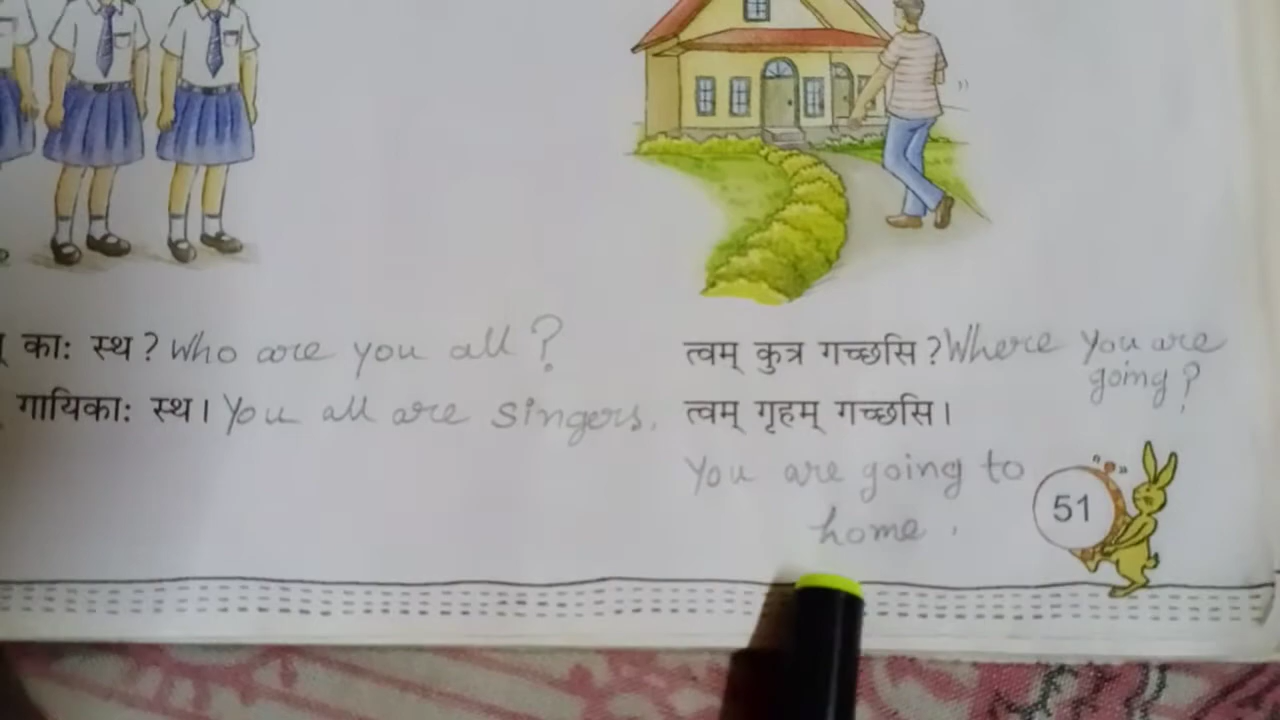 काः स्थ ? Who are you all ?
गायिकाः स्थ । You all are singers.
त्वम् कुत्र गच्छसि ? Where you are
going ?
त्वम् गृहम् गच्छसि ।
You are going to
home .
51